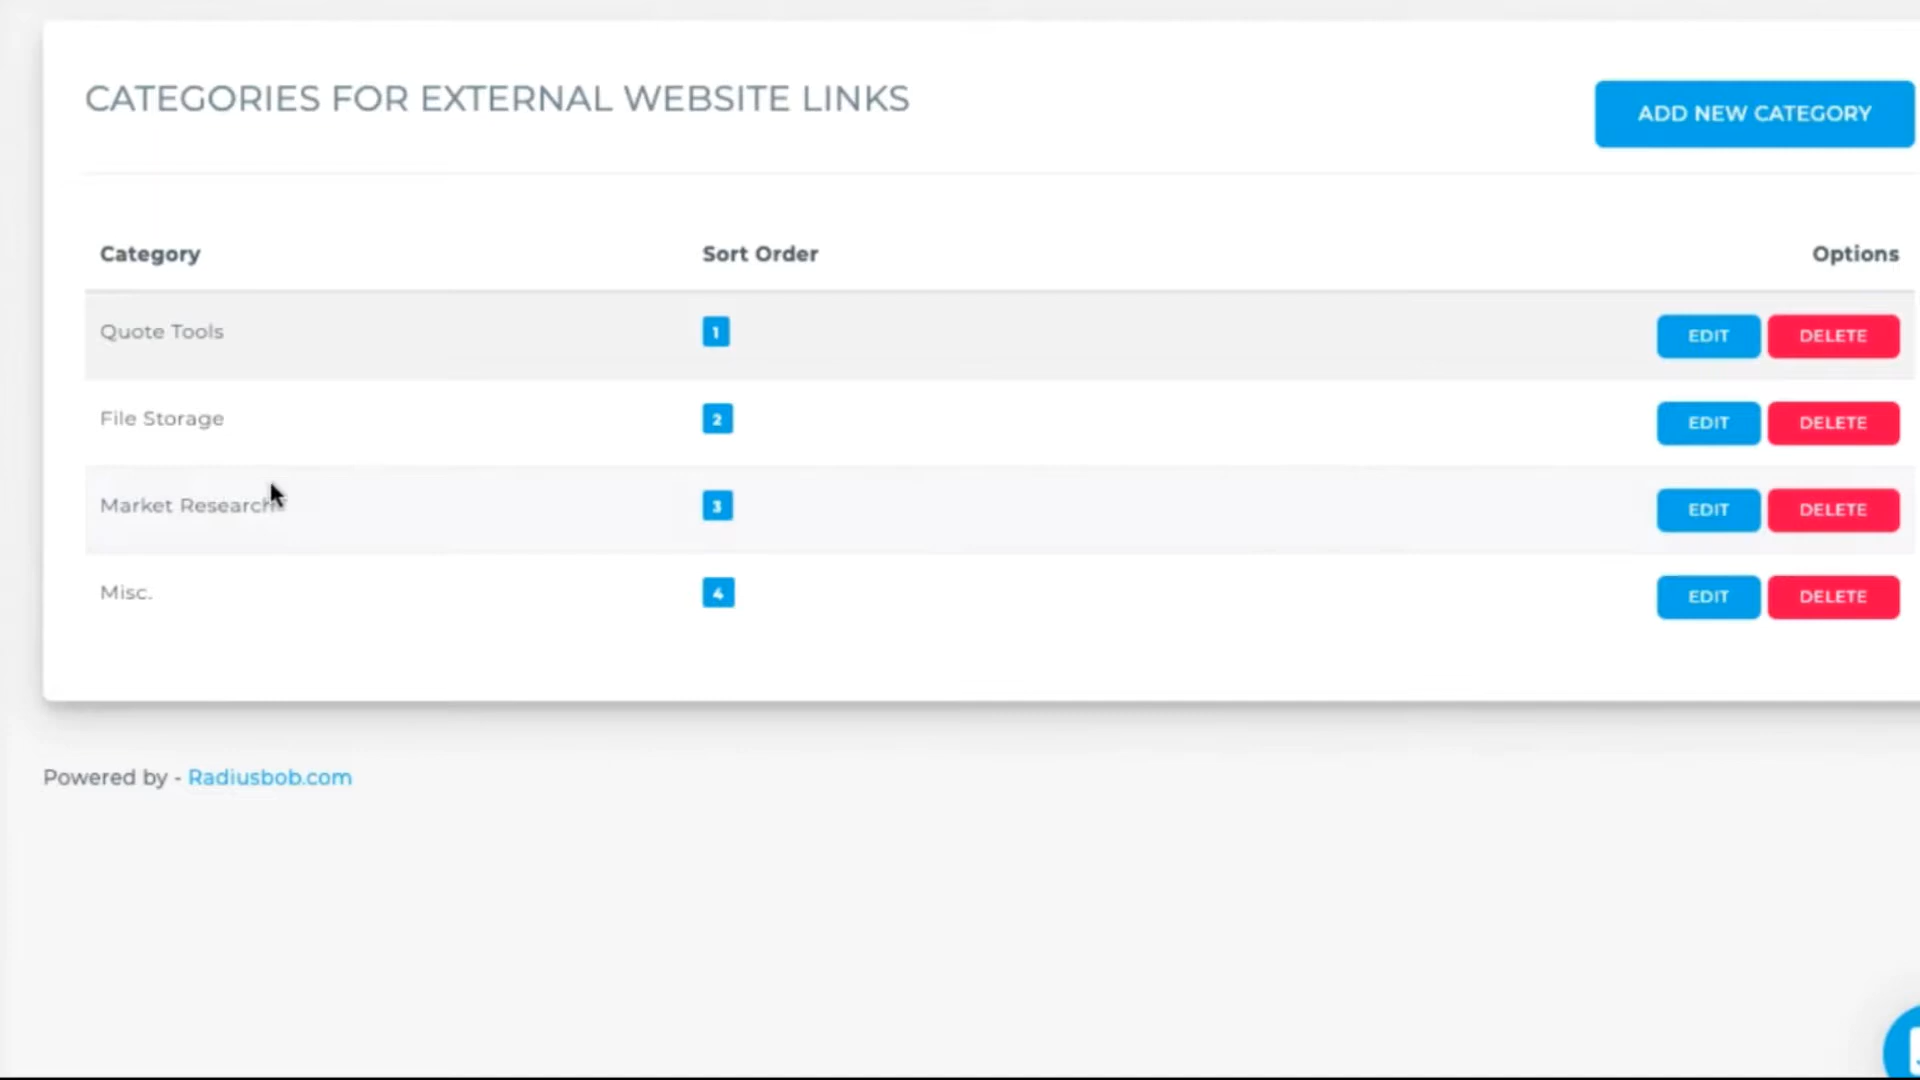 CATEGORIES FOR EXTERNAL WEBSITE LINKS
ADD NEW CATEGORY
Category Sort Order Options
Quote Tools 1 EDIT DELETE
File Storage 2 EDIT DELETE
Market Research 3 EDIT DELETE
Misc. 4 EDIT DELETE
Powered by - Radiusbob.com